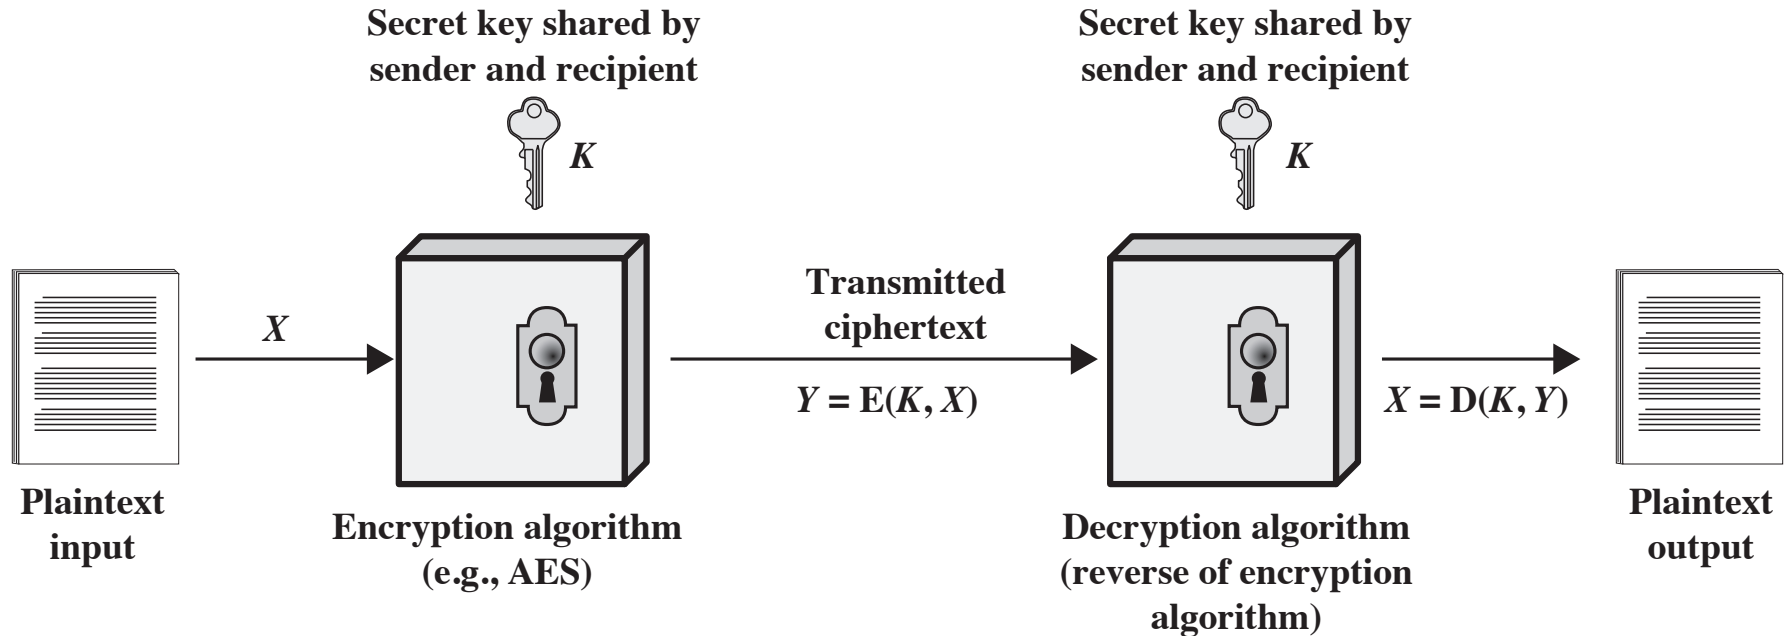 Secret key shared by
sender and recipient
K
Secret key shared by
sender and recipient
K
Plaintext
input
X
Encryption algorithm
(e.g., AES)
Transmitted
ciphertext
Y = E(K, X)
Decryption algorithm
(reverse of encryption
algorithm)
X = D(K, Y)
Plaintext
output